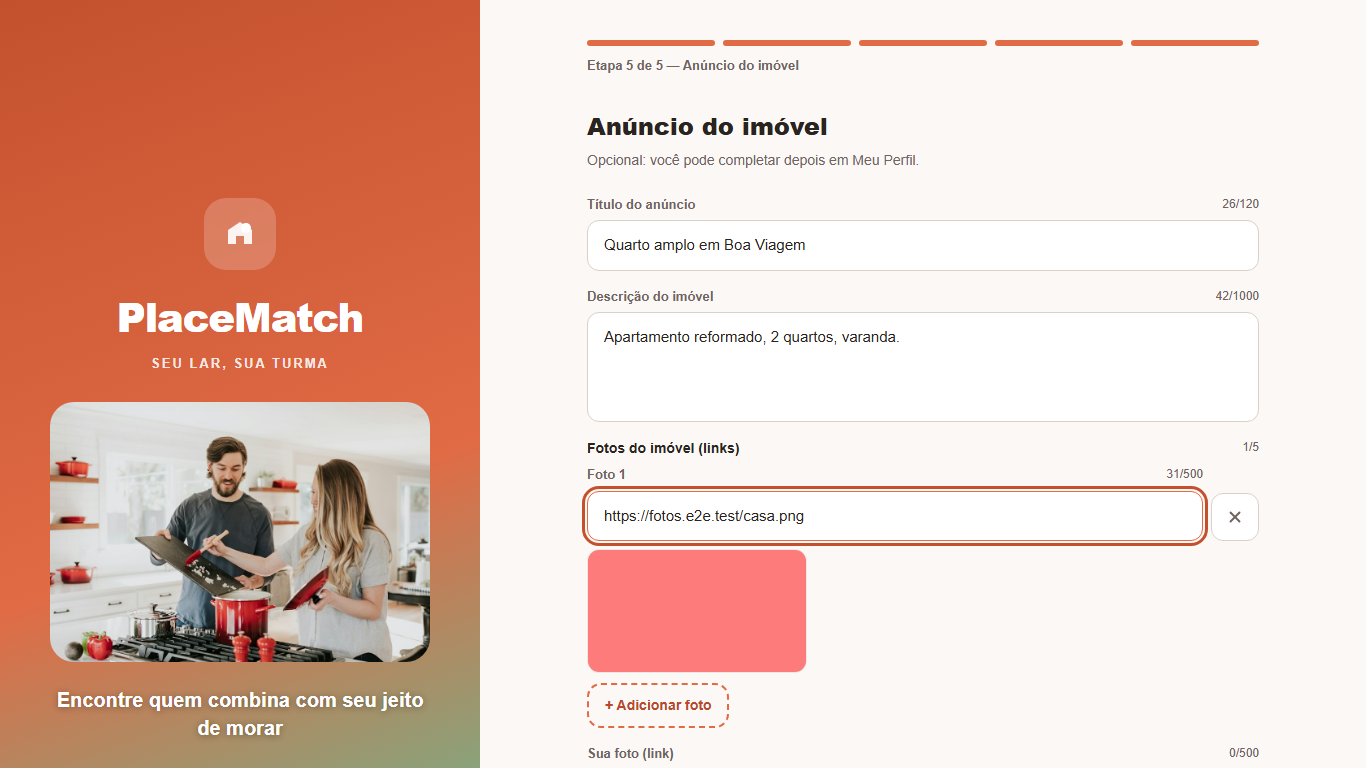 PlaceMatch
SEU LAR, SUA TURMA
Encontre quem combina com seu jeito
de morar
Etapa 5 de 5 — Anúncio do imóvel
Anúncio do imóvel
Opcional: você pode completar depois em Meu Perfil.
Título do anúncio 26/120
Quarto amplo em Boa Viagem
Descrição do imóvel 42/1000
Apartamento reformado, 2 quartos, varanda.
Fotos do imóvel (links) 1/5
Foto 1 31/500
https://fotos.e2e.test/casa.png
+ Adicionar foto
Sua foto (link) 0/500